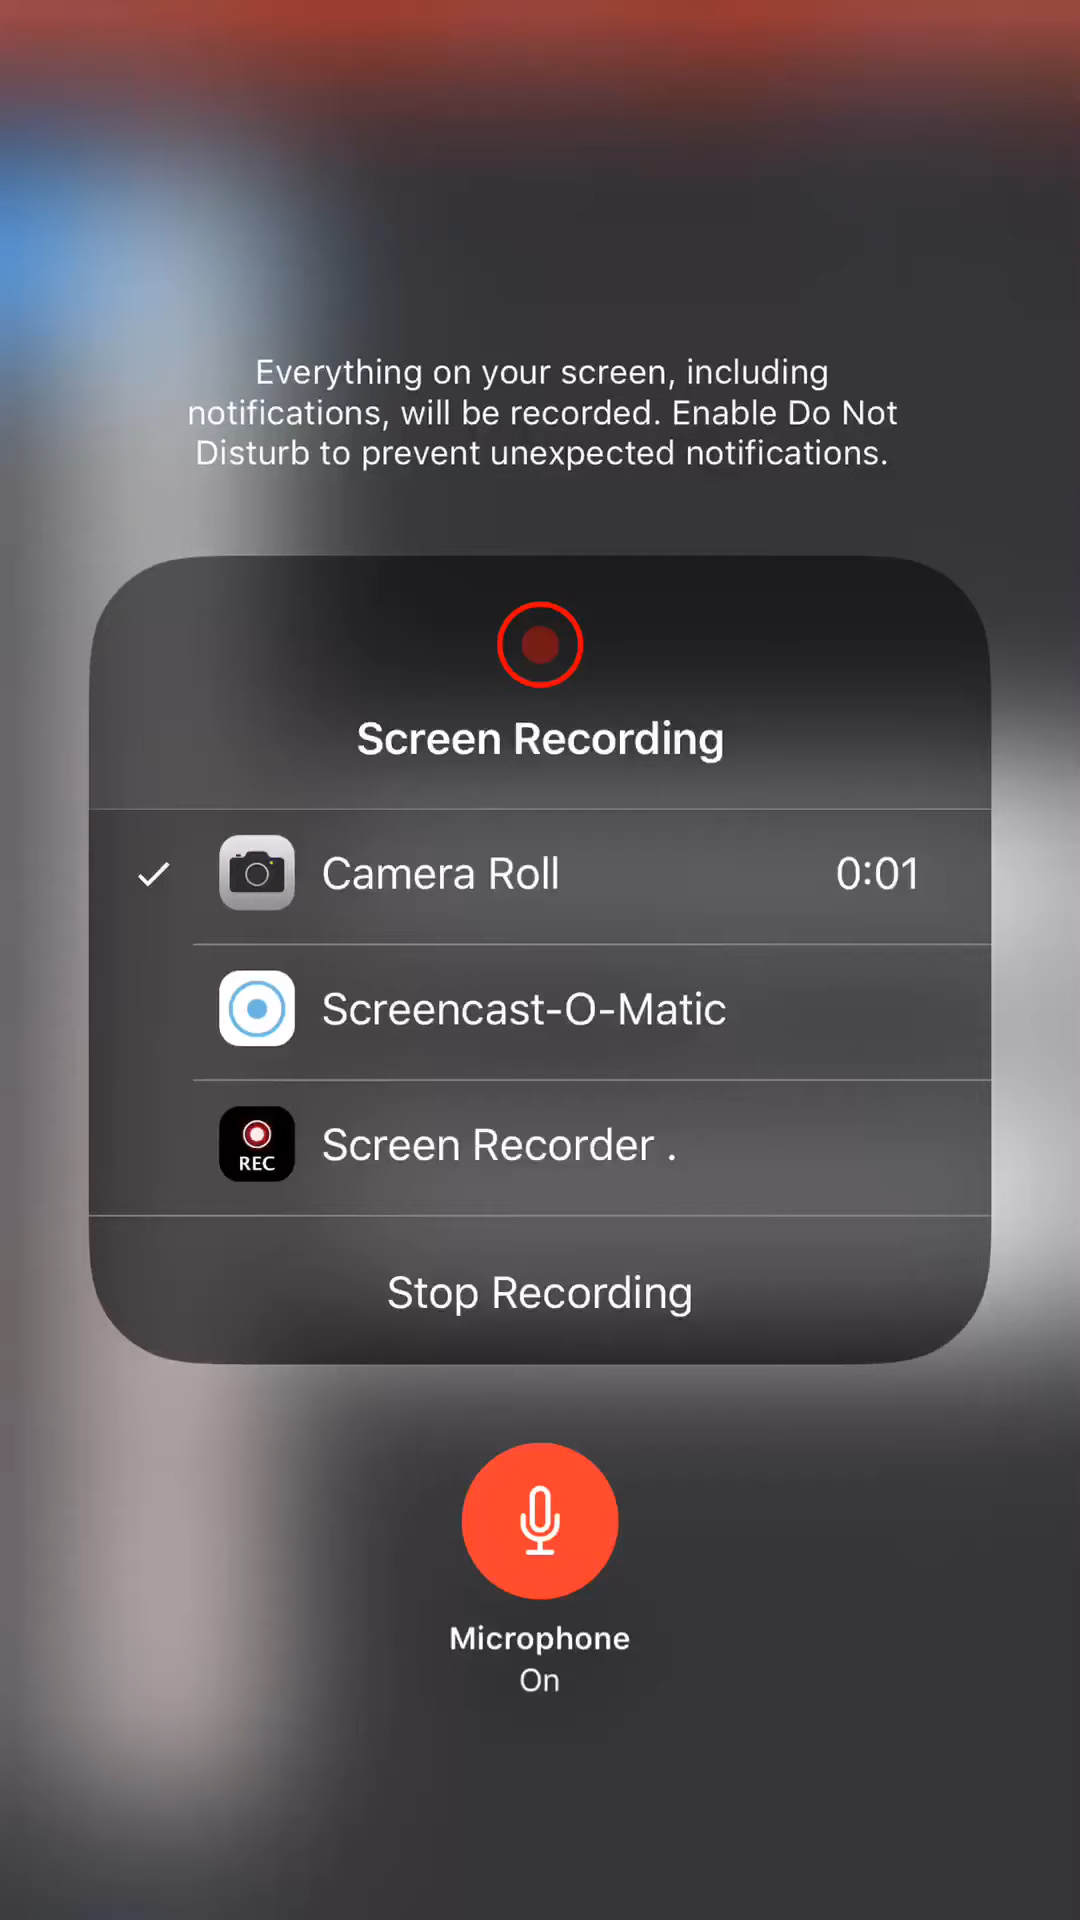 Everything on your screen, including
notifications, will be recorded. Enable Do Not
Disturb to prevent unexpected notifications.
Screen Recording
Camera Roll 0:01
Screencast-O-Matic
REC Screen Recorder .
Stop Recording
Microphone
On